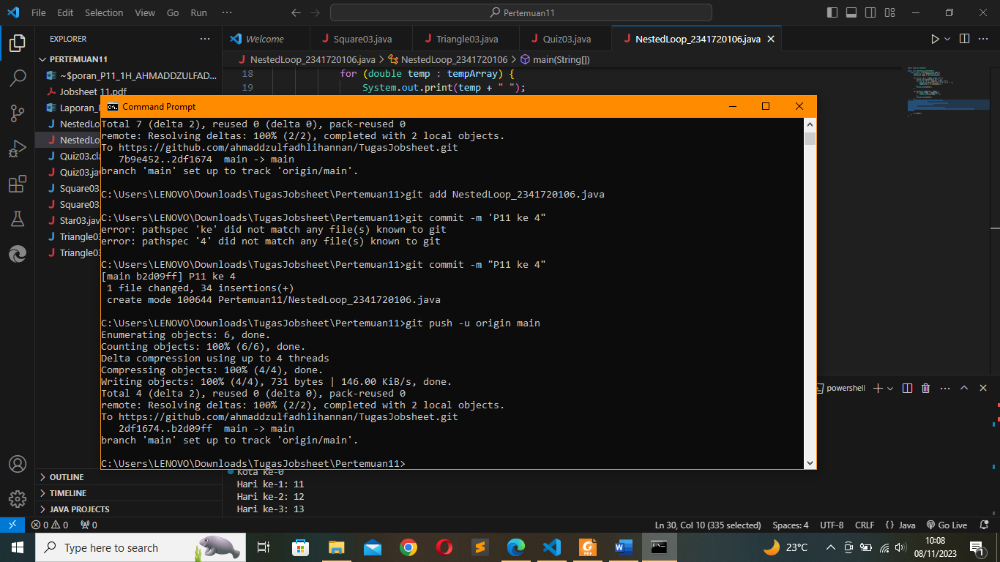 File Edit Selection View Go Run ··· Pertemuan11
EXPLORER ···
Welcome Square03.java Triangle03.java Quiz03.java NestedLoop_2341720106.java
PERTEMUAN11
NestedLoop_2341720106.java > NestedLoop_2341720106 > main(String[])
~$poran_P11_1H_AHMADDZULFAD...
Jobsheet 11.pdf
Laporan_
NestedLo
NestedLo
Quiz03.cla
Quiz03.jav
Square03
Square03.
Star03.jav
Triangle03
Triangle03
18 for (double temp : tempArray) {
19 System.out.print(temp + " ");
Command Prompt
Total 7 (delta 2), reused 0 (delta 0), pack-reused 0
remote: Resolving deltas: 100% (2/2), completed with 2 local objects.
To https://github.com/ahmaddzulfadhlihannan/TugasJobsheet.git
7b9e452..2df1674 main -> main
branch 'main' set up to track 'origin/main'.
C:\Users\LENOVO\Downloads\TugasJobsheet\Pertemuan11>git add NestedLoop_2341720106.java
C:\Users\LENOVO\Downloads\TugasJobsheet\Pertemuan11>git commit -m 'P11 ke 4"
error: pathspec 'ke' did not match any file(s) known to git
error: pathspec '4' did not match any file(s) known to git
C:\Users\LENOVO\Downloads\TugasJobsheet\Pertemuan11>git commit -m "P11 ke 4"
[main b2d09ff] P11 ke 4
1 file changed, 34 insertions(+)
create mode 100644 Pertemuan11/NestedLoop_2341720106.java
C:\Users\LENOVO\Downloads\TugasJobsheet\Pertemuan11>git push -u origin main
Enumerating objects: 6, done.
Counting objects: 100% (6/6), done.
Delta compression using up to 4 threads
Compressing objects: 100% (4/4), done.
Writing objects: 100% (4/4), 731 bytes | 146.00 KiB/s, done.
Total 4 (delta 2), reused 0 (delta 0), pack-reused 0
remote: Resolving deltas: 100% (2/2), completed with 2 local objects.
To https://github.com/ahmaddzulfadhlihannan/TugasJobsheet.git
2df1674..b2d09ff main -> main
branch 'main' set up to track 'origin/main'.
C:\Users\LENOVO\Downloads\TugasJobsheet\Pertemuan11>
powershell
Kota ke-0
Hari ke-1: 11
Hari ke-2: 12
Hari ke-3: 13
OUTLINE
TIMELINE
JAVA PROJECTS
0 0 0 Ln 30, Col 10 (335 selected) Spaces: 4 UTF-8 CRLF {} Java Go Live
Type here to search 23°C 10:08
08/11/2023 1